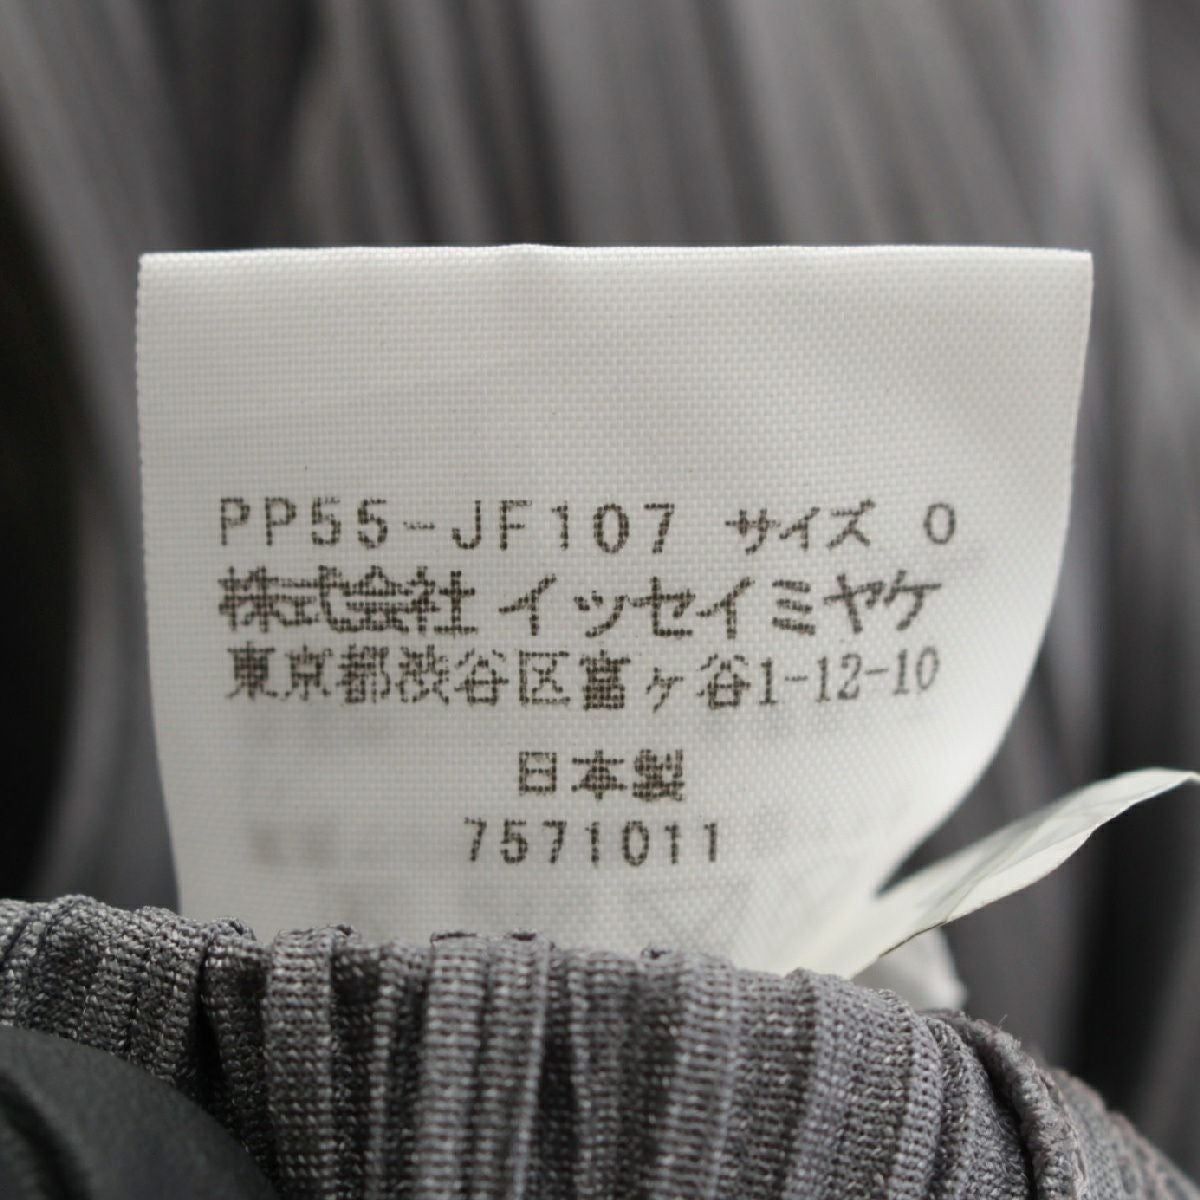 PP55-JF107 サイズ 0
株式会社 イッセイミヤケ
東京都渋谷区富ヶ谷1-12-10
日本製
7571011